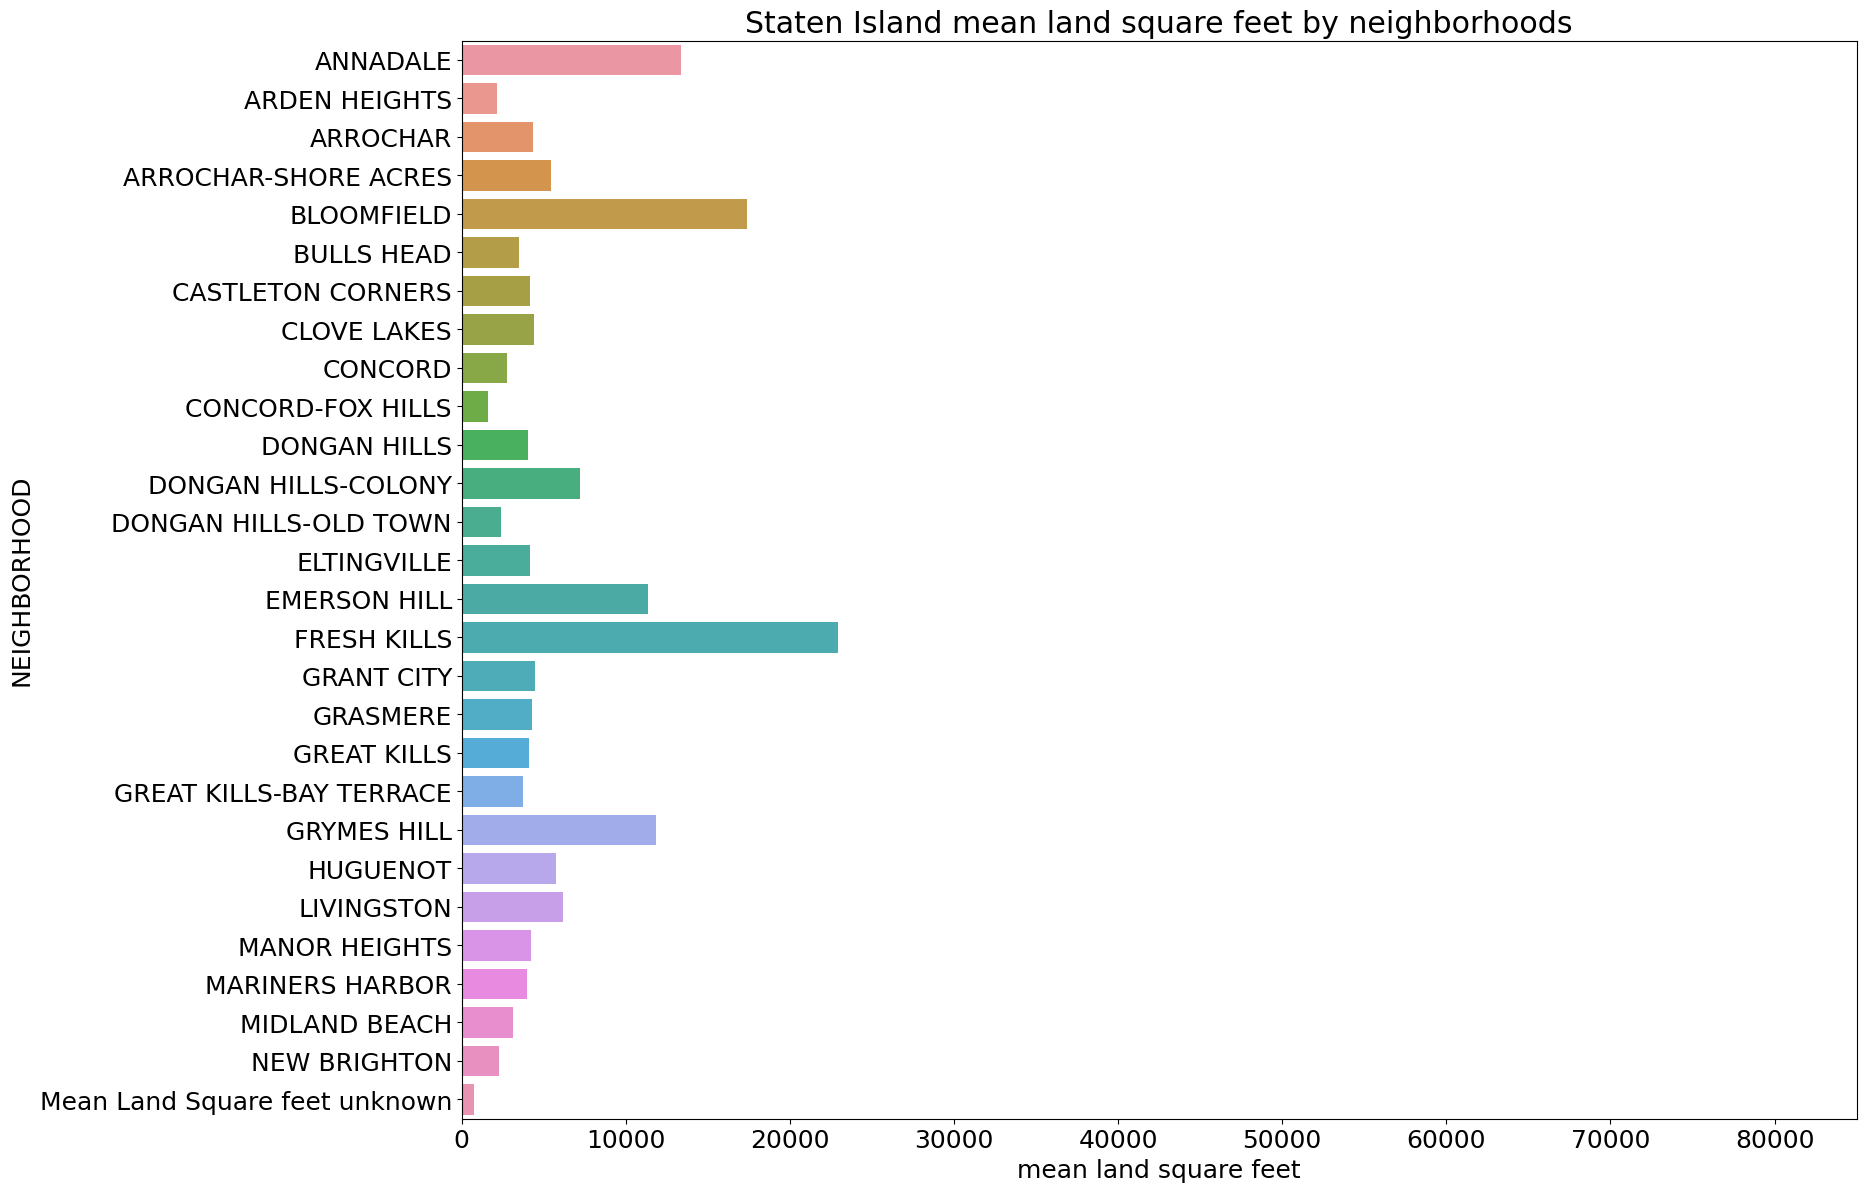 Staten Island mean land square feet by neighborhoods
NEIGHBORHOOD
ANNADALE
ARDEN HEIGHTS
ARROCHAR
ARROCHAR-SHORE ACRES
BLOOMFIELD
BULLS HEAD
CASTLETON CORNERS
CLOVE LAKES
CONCORD
CONCORD-FOX HILLS
DONGAN HILLS
DONGAN HILLS-COLONY
DONGAN HILLS-OLD TOWN
ELTINGVILLE
EMERSON HILL
FRESH KILLS
GRANT CITY
GRASMERE
GREAT KILLS
GREAT KILLS-BAY TERRACE
GRYMES HILL
HUGUENOT
LIVINGSTON
MANOR HEIGHTS
MARINERS HARBOR
MIDLAND BEACH
NEW BRIGHTON
Mean Land Square feet unknown
0 10000 20000 30000 40000 50000 60000 70000 80000
mean land square feet